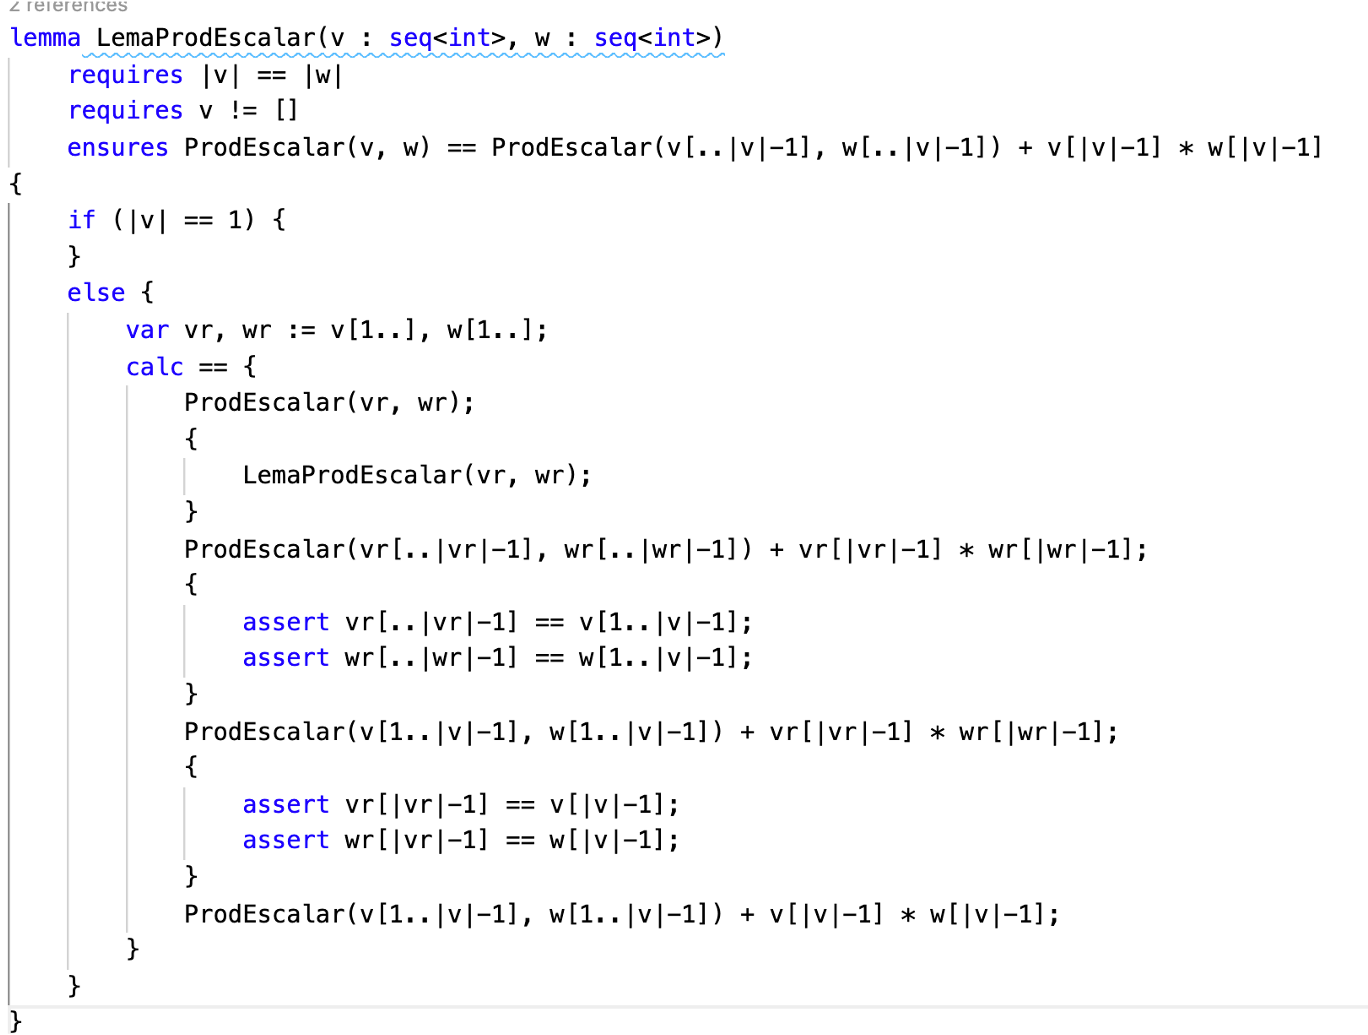 2 references
lemma LemaProdEscalar(v : seq<int>, w : seq<int>)
    requires |v| == |w|
    requires v != []
    ensures ProdEscalar(v, w) == ProdEscalar(v[..|v|-1], w[..|v|-1]) + v[|v|-1] * w[|v|-1]
{
    if (|v| == 1) {
    }
    else {
        var vr, wr := v[1..], w[1..];
        calc == {
            ProdEscalar(vr, wr);
            {
                LemaProdEscalar(vr, wr);
            }
            ProdEscalar(vr[..|vr|-1], wr[..|wr|-1]) + vr[|vr|-1] * wr[|wr|-1];
            {
                assert vr[..|vr|-1] == v[1..|v|-1];
                assert wr[..|wr|-1] == w[1..|v|-1];
            }
            ProdEscalar(v[1..|v|-1], w[1..|v|-1]) + vr[|vr|-1] * wr[|wr|-1];
            {
                assert vr[|vr|-1] == v[|v|-1];
                assert wr[|vr|-1] == w[|v|-1];
            }
            ProdEscalar(v[1..|v|-1], w[1..|v|-1]) + v[|v|-1] * w[|v|-1];
        }
    }
}